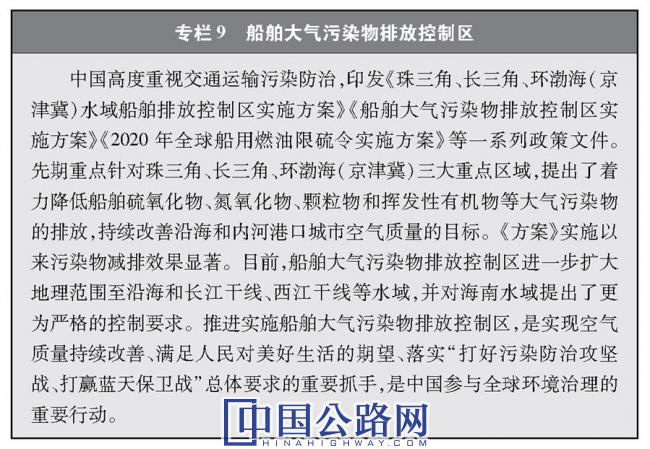 专栏9 船舶大气污染物排放控制区
中国高度重视交通运输污染防治，印发《珠三角、长三角、环渤海（京
津冀）水域船舶排放控制区实施方案》《船舶大气污染物排放控制区实
施方案》《2020年全球船用燃油限硫令实施方案》等一系列政策文件。
先期重点针对珠三角、长三角、环渤海（京津冀）三大重点区域，提出了着
力降低船舶硫氧化物、氮氧化物、颗粒物和挥发性有机物等大气污染物
的排放，持续改善沿海和内河港口城市空气质量的目标。《方案》实施以
来污染物减排效果显著。目前，船舶大气污染物排放控制区进一步扩大
地理范围至沿海和长江干线、西江干线等水域，并对海南水域提出了更
为严格的控制要求。推进实施船舶大气污染物排放控制区，是实现空气
质量持续改善、满足人民对美好生活的期望、落实“打好污染防治攻坚
战、打赢蓝天保卫战”总体要求的重要抓手，是中国参与全球环境治理的
重要行动。
中国公路网
HINAHIGHWAY.COM